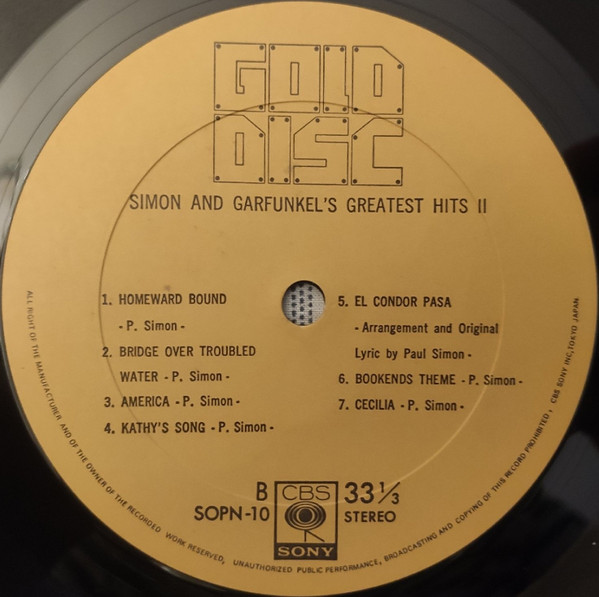 GOLD
DISC
SIMON AND GARFUNKEL'S GREATEST HITS II
1. HOMEWARD BOUND
- P. Simon -
2. BRIDGE OVER TROUBLED
WATER - P. Simon -
3. AMERICA - P. Simon -
4. KATHY'S SONG - P. Simon -
5. EL CONDOR PASA
- Arrangement and Original
Lyric by Paul Simon -
6. BOOKENDS THEME - P. Simon -
7. CECILIA - P. Simon -
B
SOPN-10
CBS
SONY
33 1/3
STEREO
ALL RIGHT OF THE MANUFACTURER AND OF THE OWNER OF THE RECORDED WORK RESERVED, UNAUTHORIZED PUBLIC PERFORMANCE, BROADCASTING AND COPYING OF THIS RECORD PROHIBITED, CBS SONY INC, TOKYO JAPAN